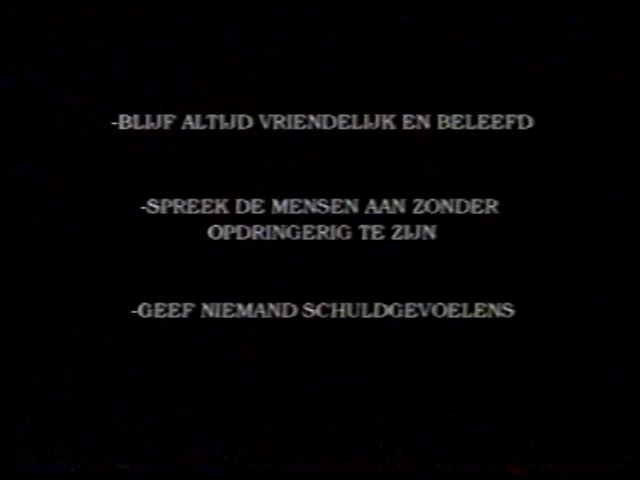 -BLIJF ALTIJD VRIENDELIJK EN BELEEFD
-SPREEK DE MENSEN AAN ZONDER
OPDRINGERIG TE ZIJN
-GEEF NIEMAND SCHULDGEVOELENS